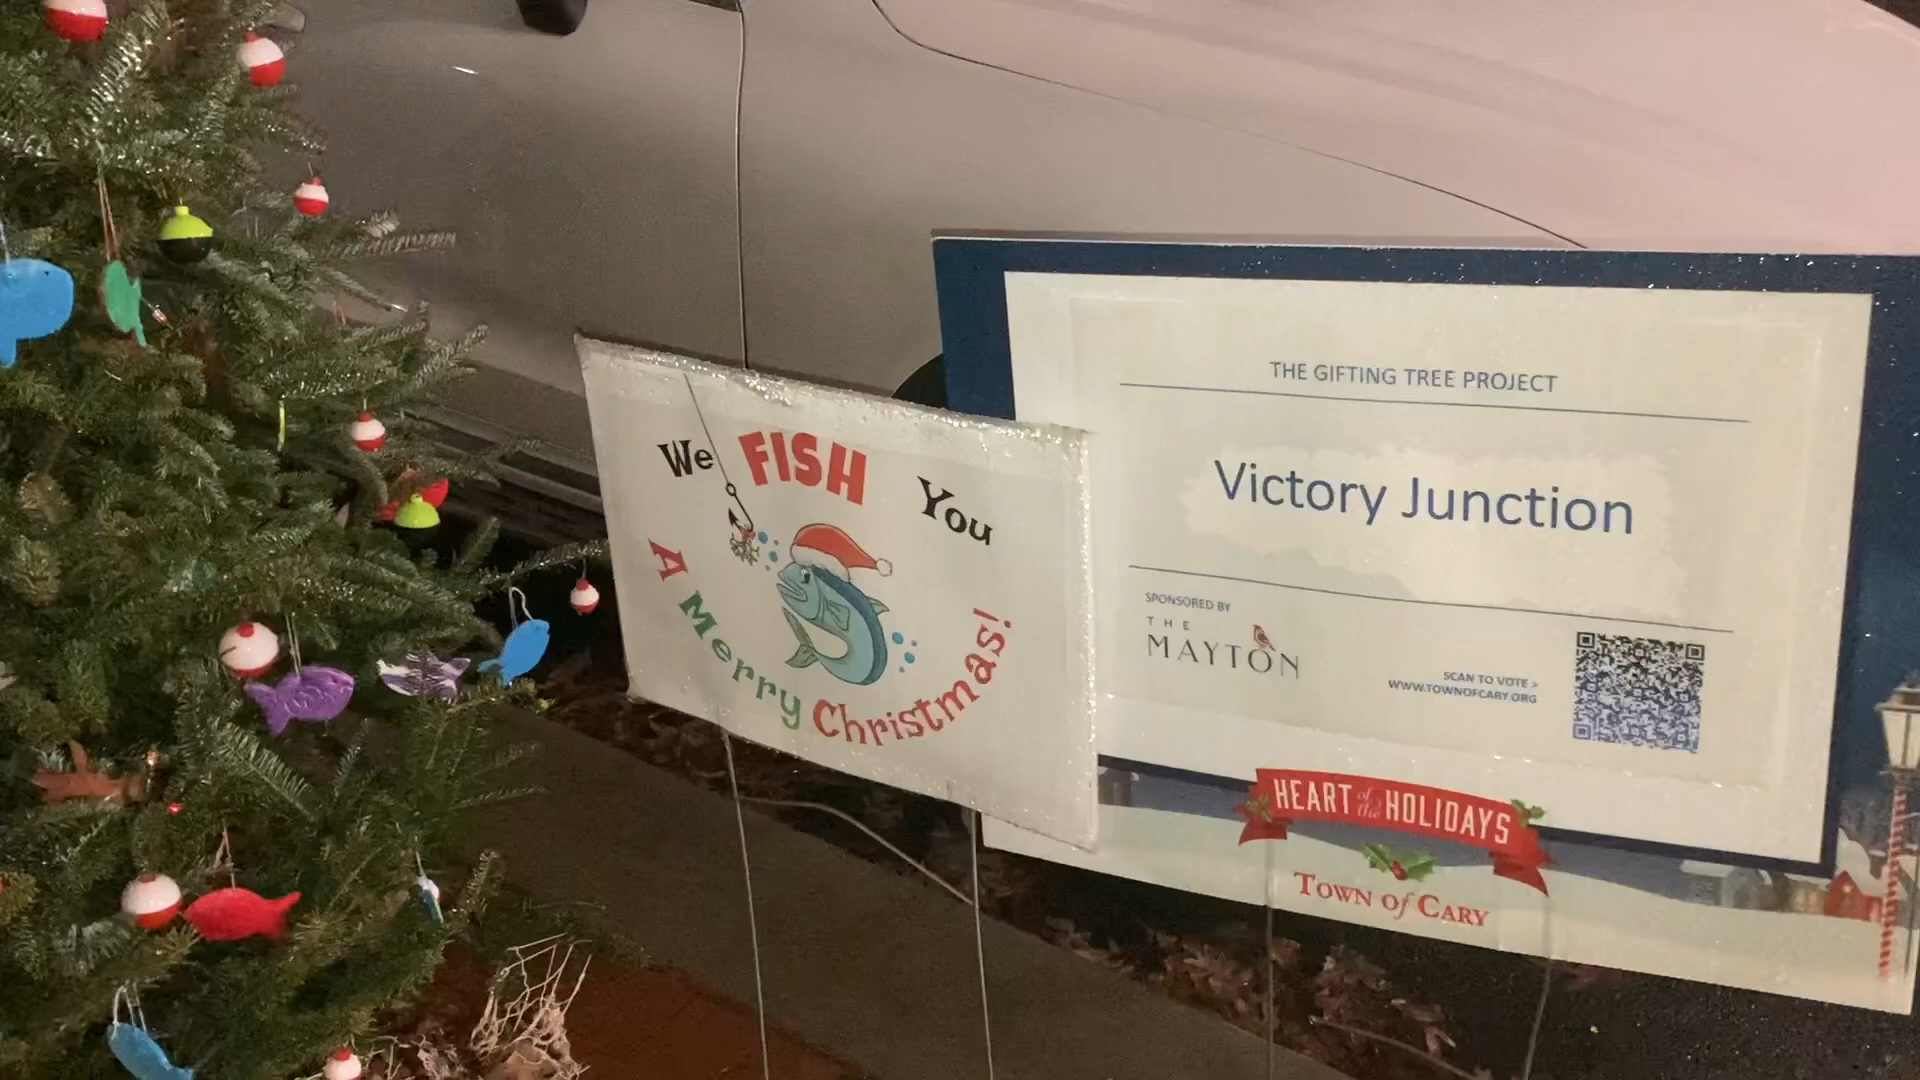 We FISH You
A Merry Christmas!
THE GIFTING TREE PROJECT
Victory Junction
SPONSORED BY
THE
MAYTON
SCAN TO VOTE >
WWW.TOWNOFCARY.ORG
HEART of the HOLIDAYS
TOWN of CARY